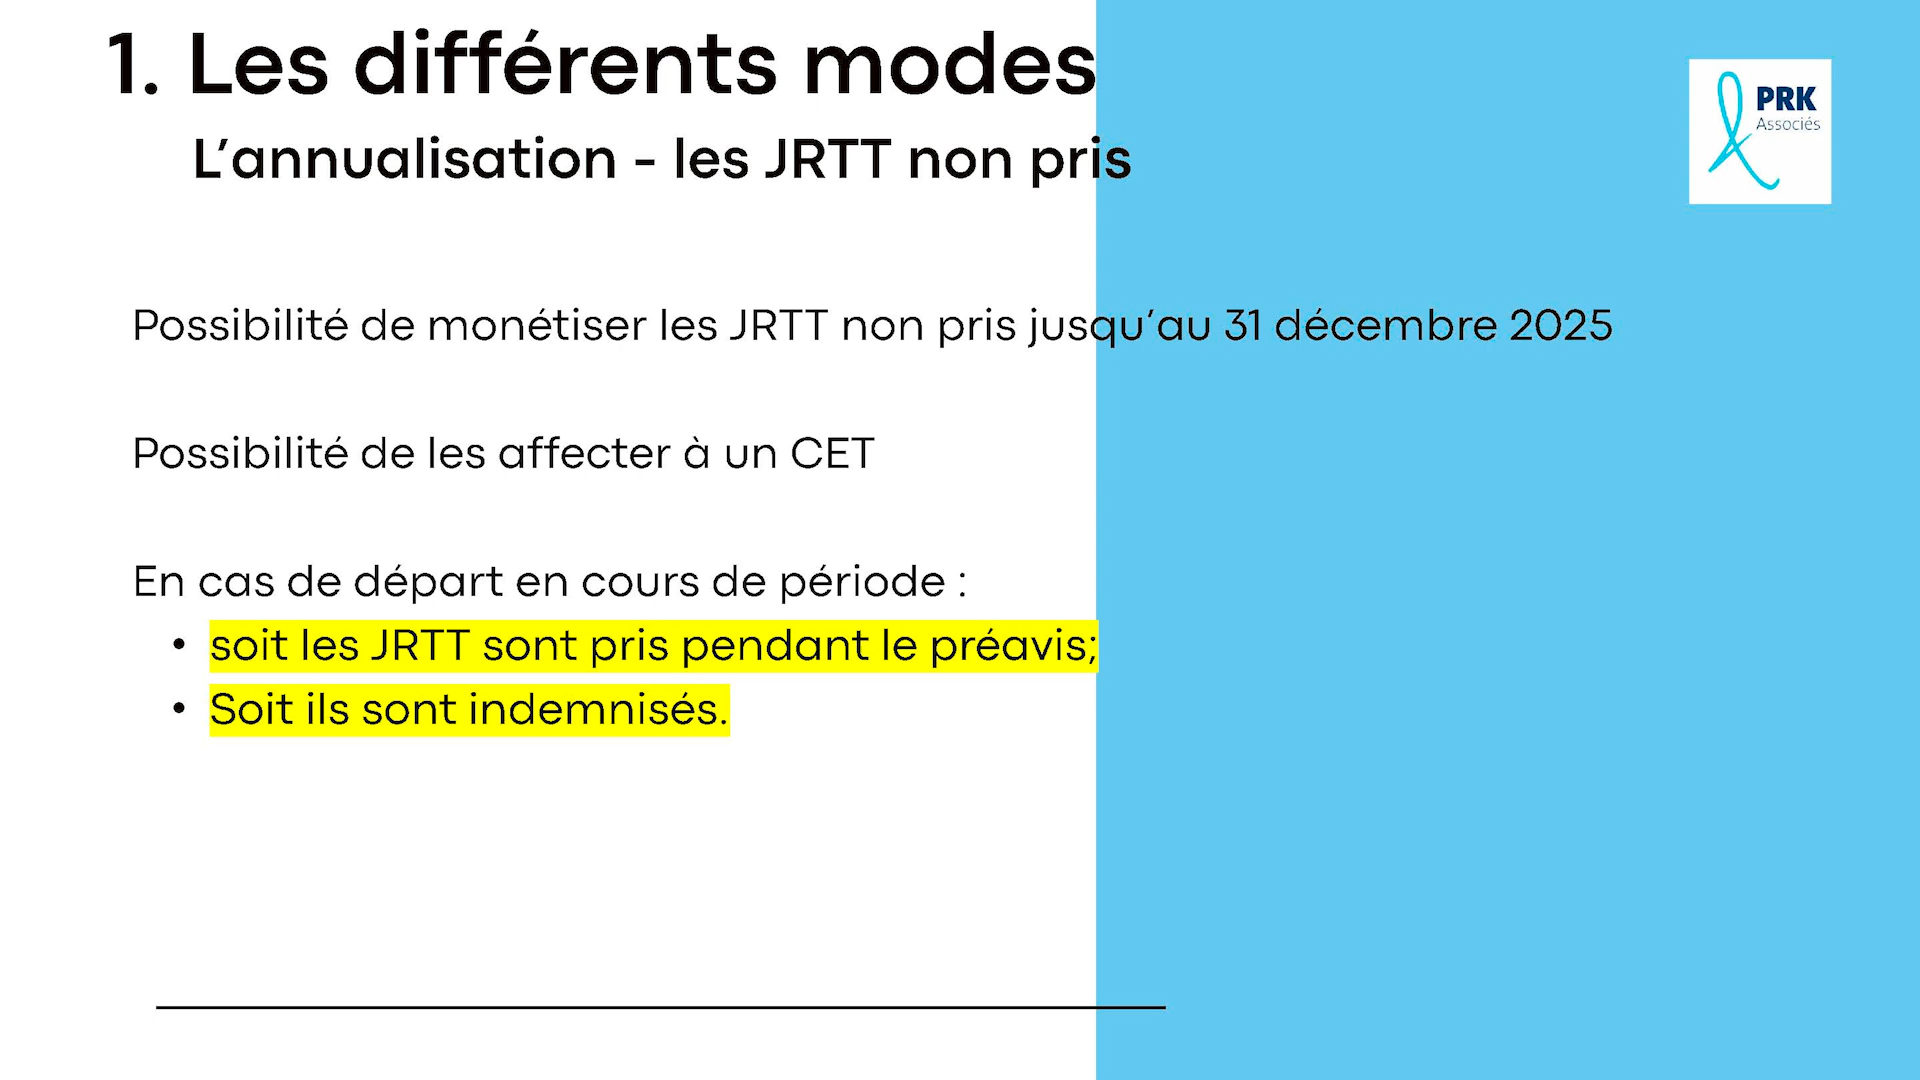 1. Les différents modes
L’annualisation - les JRTT non pris
PRK
Associés
Possibilité de monétiser les JRTT non pris jusqu’au 31 décembre 2025
Possibilité de les affecter à un CET
En cas de départ en cours de période :
• soit les JRTT sont pris pendant le préavis;
• Soit ils sont indemnisés.